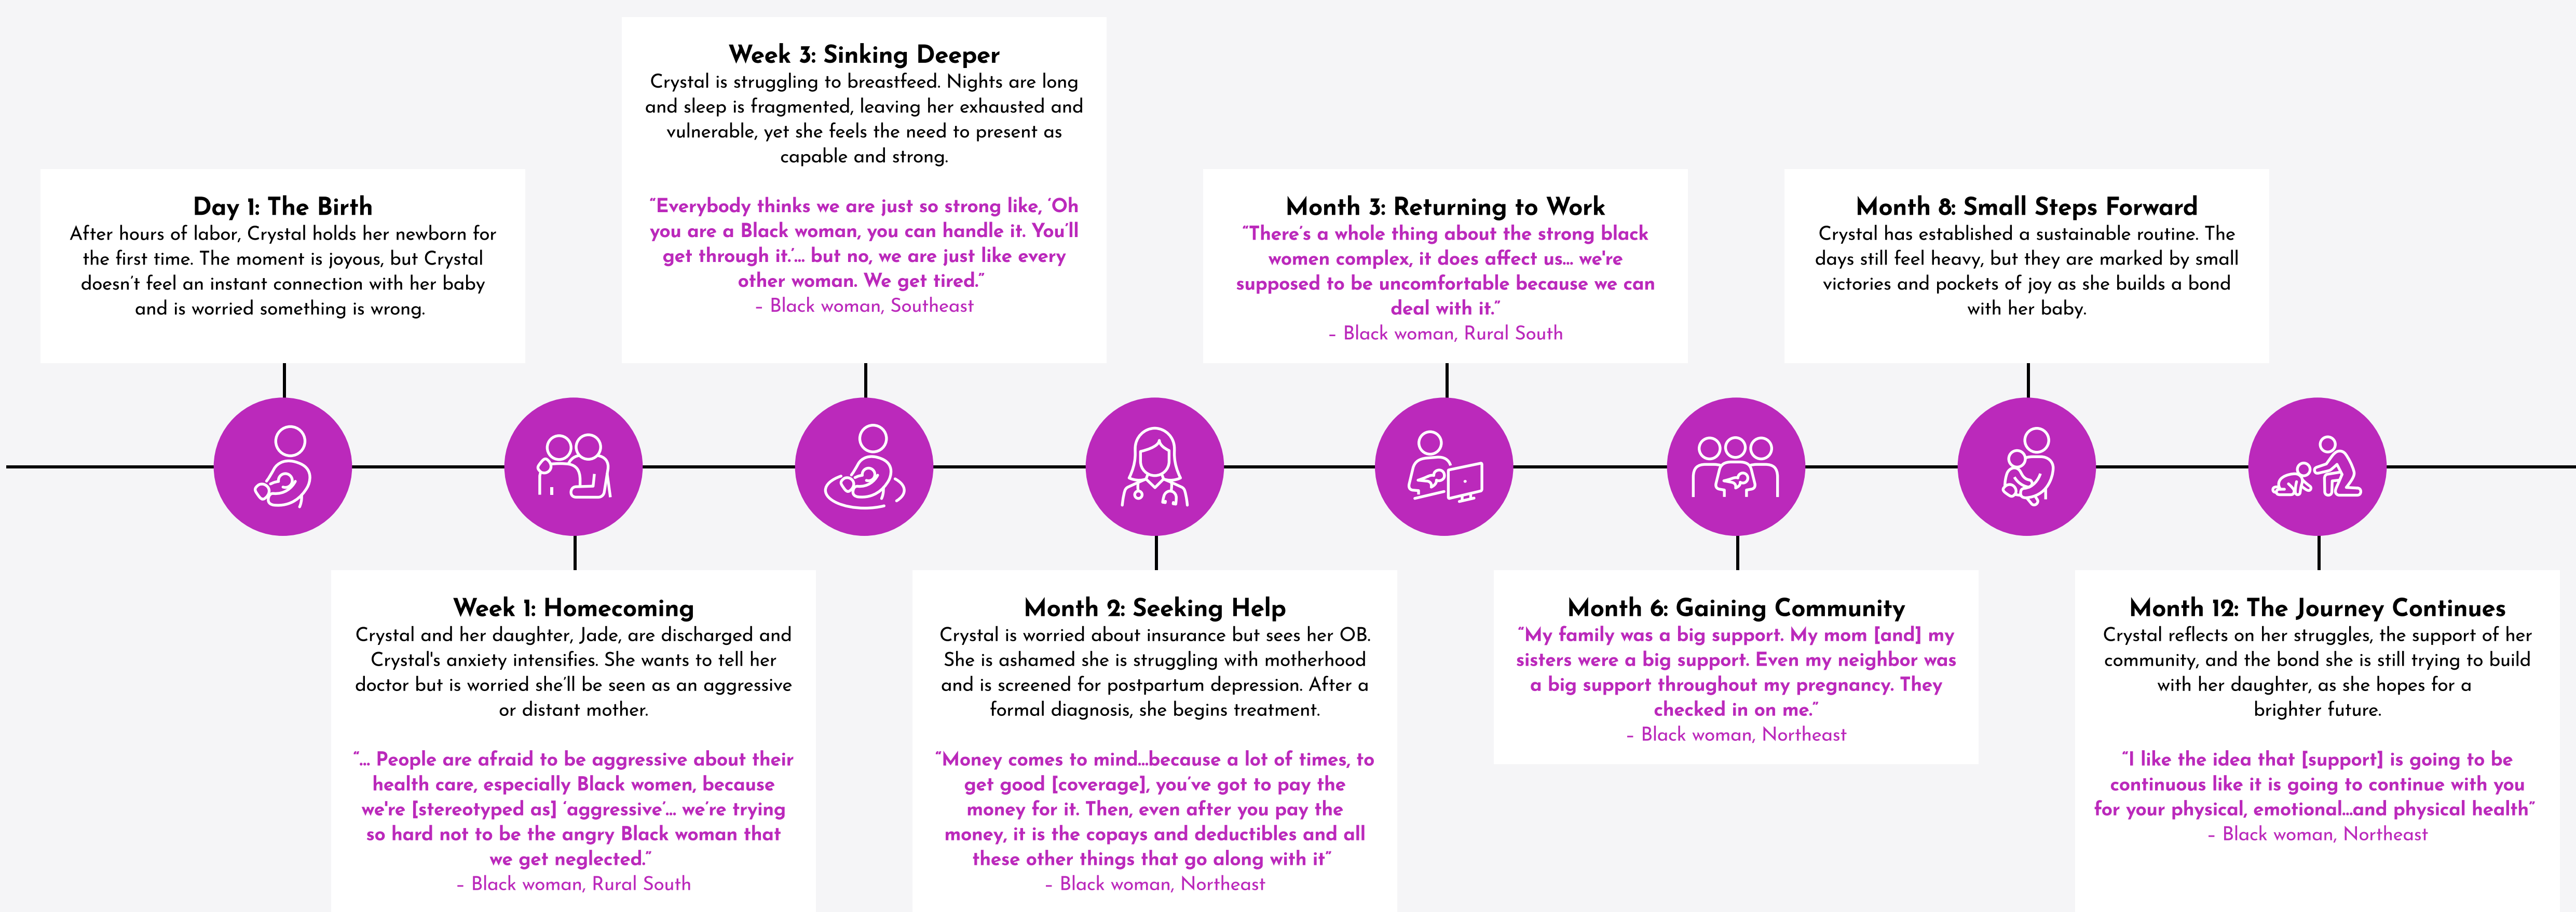 Day 1: The Birth
After hours of labor, Crystal holds her newborn for
the first time. The moment is joyous, but Crystal
doesn't feel an instant connection with her baby
and is worried something is wrong.
Week 1: Homecoming
Crystal and her daughter, Jade, are discharged and
Crystal's anxiety intensifies. She wants to tell her
doctor but is worried she'll be seen as an aggressive
or distant mother.
"... People are afraid to be aggressive about their
health care, especially Black women, because
we're [stereotyped as] 'aggressive'... we're trying
so hard not to be the angry Black woman that
we get neglected."
– Black woman, Rural South
Week 3: Sinking Deeper
Crystal is struggling to breastfeed. Nights are long
and sleep is fragmented, leaving her exhausted and
vulnerable, yet she feels the need to present as
capable and strong.
"Everybody thinks we are just so strong like, 'Oh
you are a Black woman, you can handle it. You'll
get through it.'... but no, we are just like every
other woman. We get tired."
– Black woman, Southeast
Month 2: Seeking Help
Crystal is worried about insurance but sees her OB.
She is ashamed she is struggling with motherhood
and is screened for postpartum depression. After a
formal diagnosis, she begins treatment.
"Money comes to mind...because a lot of times, to
get good [coverage], you've got to pay the
money for it. Then, even after you pay the
money, it is the copays and deductibles and all
these other things that go along with it"
– Black woman, Northeast
Month 3: Returning to Work
"There's a whole thing about the strong black
women complex, it does affect us... we're
supposed to be uncomfortable because we can
deal with it."
– Black woman, Rural South
Month 6: Gaining Community
"My family was a big support. My mom [and] my
sisters were a big support. Even my neighbor was
a big support throughout my pregnancy. They
checked in on me."
– Black woman, Northeast
Month 8: Small Steps Forward
Crystal has established a sustainable routine. The
days still feel heavy, but they are marked by small
victories and pockets of joy as she builds a bond
with her baby.
Month 12: The Journey Continues
Crystal reflects on her struggles, the support of her
community, and the bond she is still trying to build
with her daughter, as she hopes for a
brighter future.
"I like the idea that [support] is going to be
continuous like it is going to continue with you
for your physical, emotional...and physical health"
– Black woman, Northeast